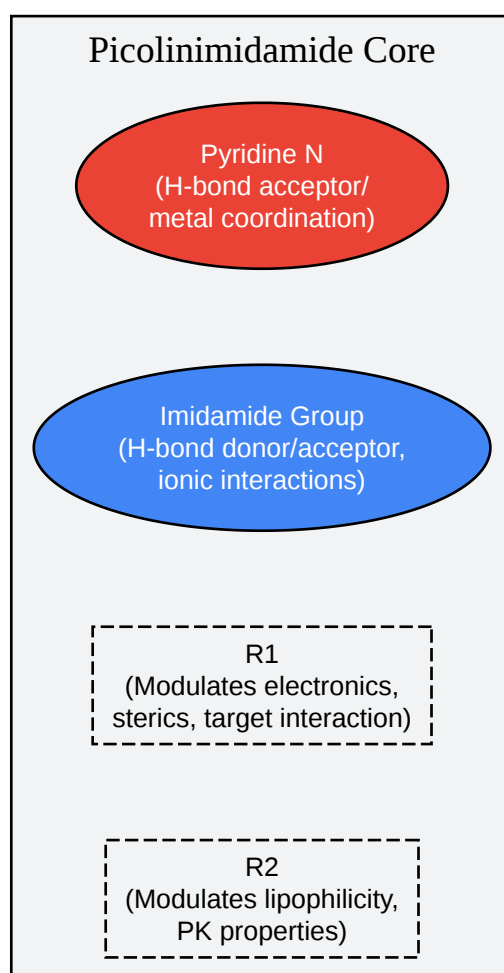 Picolinimidamide Core
Pyridine N
(H-bond acceptor/
metal coordination)
Imidamide Group
(H-bond donor/acceptor,
ionic interactions)
R1
(Modulates electronics,
sterics, target interaction)
R2
(Modulates lipophilicity,
PK properties)